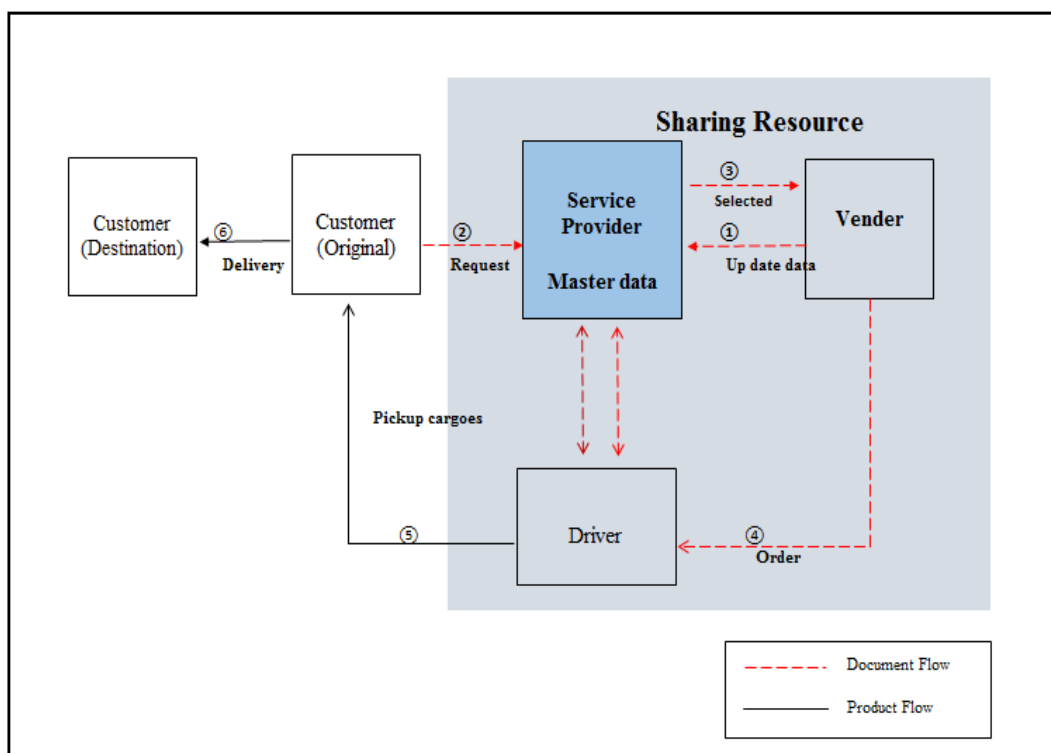 Sharing Resource
Customer
(Destination)
⑥
Delivery
Customer
(Original)
②
Request
Service
Provider
Master data
③
Selected
①
Up date data
Vender
Pickup cargoes
⑤
Driver
④
Order
Document Flow
Product Flow